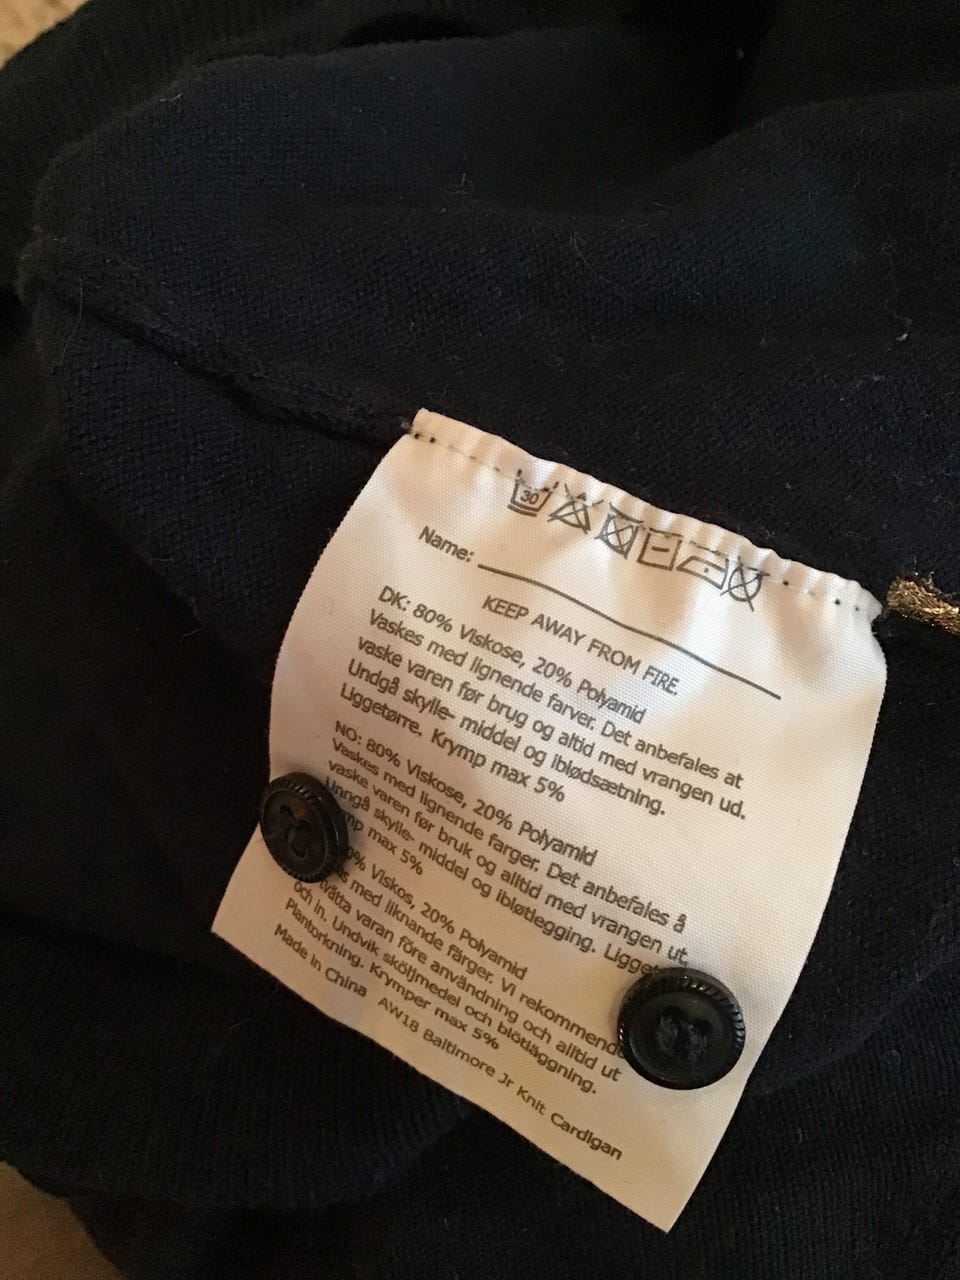 30
Name:
KEEP AWAY FROM FIRE.
DK: 80% Viskose, 20% Polyamid
Vaskes med lignende farver. Det anbefales at
vaske varen før brug og altid med vrangen ud.
Undgå skylle- middel og iblødsætning.
Liggetørre. Krymp max 5%
NO: 80% Viskose, 20% Polyamid
Vaskes med lignende farger. Det anbefales å
vaske varen før bruk og alltid med vrangen ut.
Unngå skylle- middel og ibløtlegging.
max 5%
Viskos, 20% Polyamid
med liknande färger. Vi
varan före användning och alltid ut
och in. Undvik sköljmedel och blötläggning.
Plantorkning. Krymper max 5%
Made in China AW18 Baltimore Jr Knit Cardigan